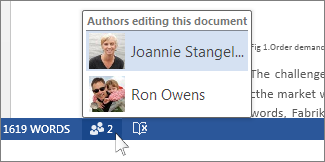 Authors editing this document
Joannie Stangel...
Ron Owens
Fig 1.Order demand
The challenge
the market w
words, Fabrik
1619 WORDS 2